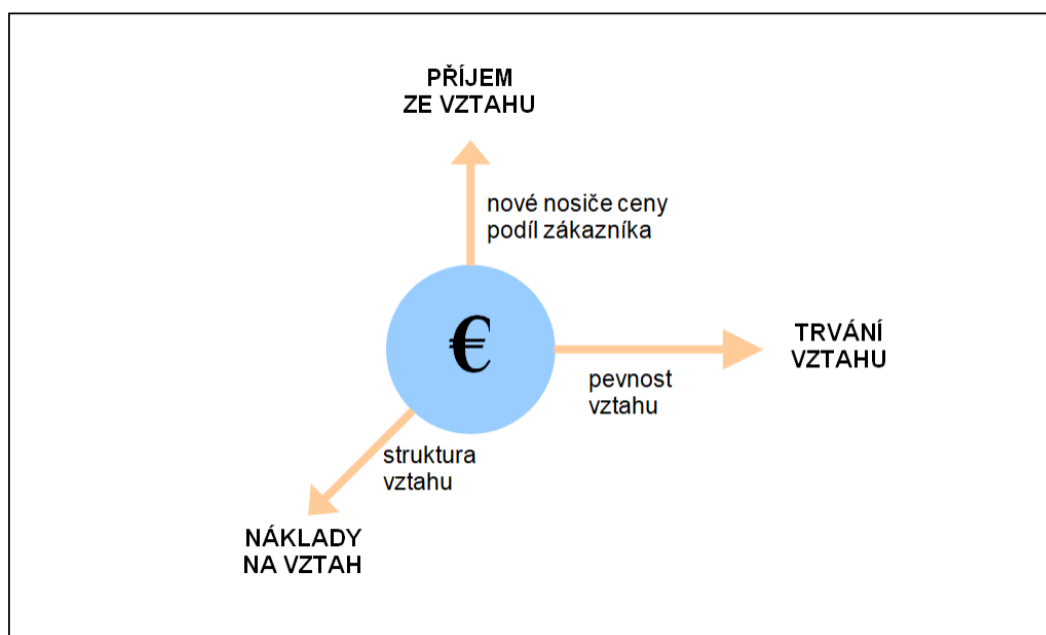 PŘÍJEM
ZE VZTAHU
nové nosiče ceny
podíl zákazníka
€
TRVÁNÍ
VZTAHU
pevnost
vztahu
struktura
vztahu
NÁKLADY
NA VZTAH